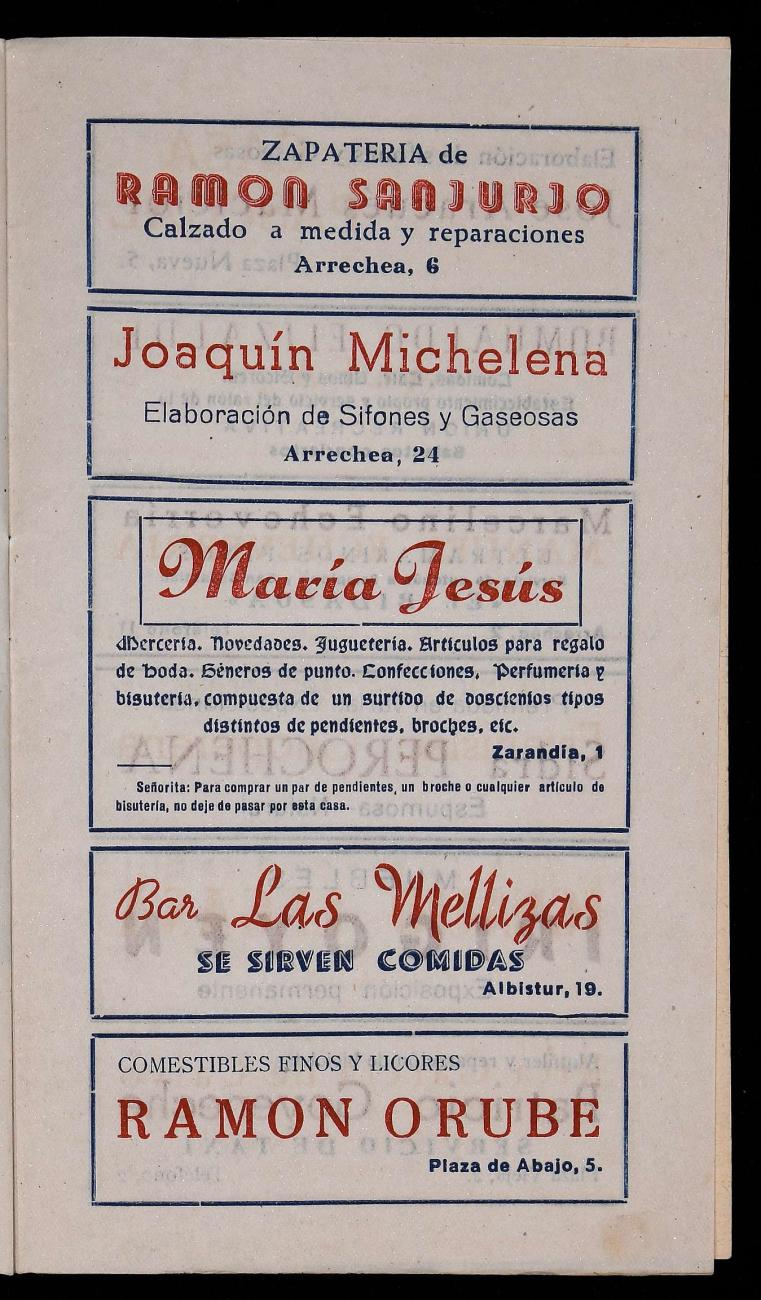 ZAPATERIA de
RAMON SANJURJO
Calzado a medida y reparaciones
Arrechea, 6
Joaquín Michelena
Elaboración de Sifones y Gaseosas
Arrechea, 24
María Jesús
Mercería. Novedades. Juguetería. Artículos para regalo
de boda. Géneros de punto. Confecciones. Perfumería y
bisutería, compuesta de un surtido de doscientos tipos
distintos de pendientes, broches, etc.
Zarandia, 1
Señorita: Para comprar un par de pendientes, un broche o cualquier artículo de
bisutería, no deje de pasar por esta casa.
Bar Las Mellizas
SE SIRVEN COMIDAS
Albistur, 19.
COMESTIBLES FINOS Y LICORES
RAMON ORUBE
Plaza de Abajo, 5.